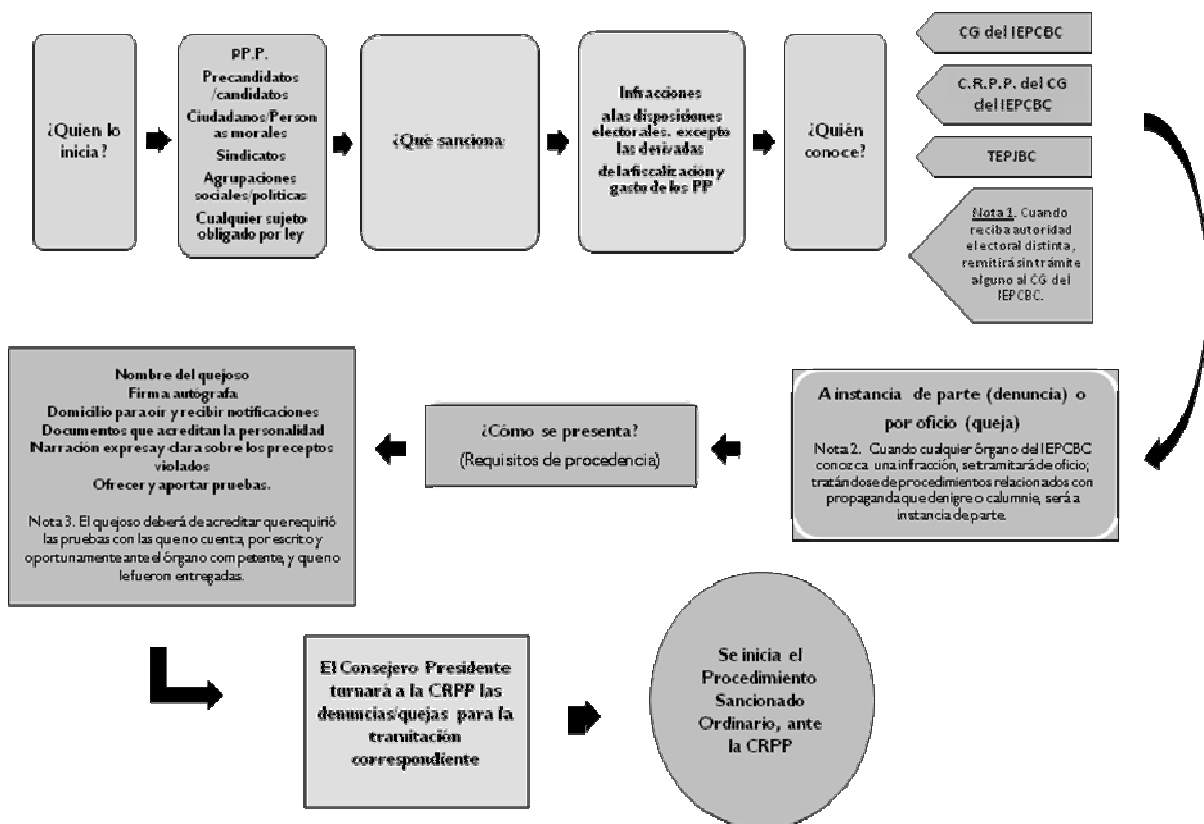 ¿Quien lo
inicia?
PP.P.
Precandidatos
/candidatos
Ciudadanos/Person
as morales
Sindicatos
Agrupaciones
sociales/politicas
Cualquier sujeto
obligado por ley
¿Qué sanciona
Infracciones
a las disposiciones
electorales. excepto
las derivadas
de la fiscalización y
gasto de los PP
¿Quién
conoce?
CG del IEPCBC
C.R.P.P. del CG
del IEPCBC
TEPJBC
Nota 1. Cuando
reciba autoridad
electoral distinta,
remitirá sin trámite
alguno al CG del
IEPCBC.
A instancia de parte (denuncia) o
por oficio (queja)
Nota 2. Cuando cualquier órgano del IEPCBC
conozca una infracción, se tramitará de oficio;
tratándose de procedimientos relacionados con
propaganda que denigre o calumnie, será a
instancia de parte.
¿Cómo se presenta?
(Requisitos de procedencia)
Nombre del quejoso
Firma autógrafa
Domicilio para oír y recibir notificaciones
Documentos que acreditan la personalidad
Narración expresa y clara sobre los preceptos
violados
Ofrecer y aportar pruebas.
Nota 3. El quejoso deberá de acreditar que requirió
las pruebas con las que no cuenta, por escrito y
oportunamente ante el órgano competente, y que no
le fueron entregadas.
El Consejero Presidente
turnará a la CRPP las
denuncias/quejas para la
tramitación
correspondiente
Se inicia el
Procedimiento
Sancionado
Ordinario, ante
la CRPP